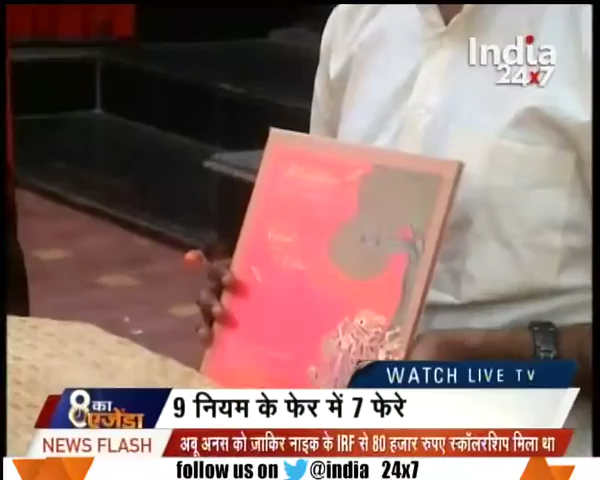 India
24x7
WATCH LIVE TV
8 का एजेंडा
9 नियम के फेर में 7 फेरे
NEWS FLASH
अबू अनस को जाकिर नाइक के IRF से 80 हजार रुपए स्कॉलरशिप मिला था
follow us on @india 24x7